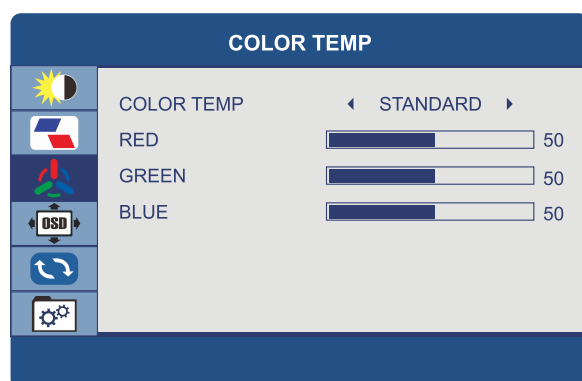 COLOR TEMP
COLOR TEMP STANDARD
RED 50
GREEN 50
BLUE 50
OSD